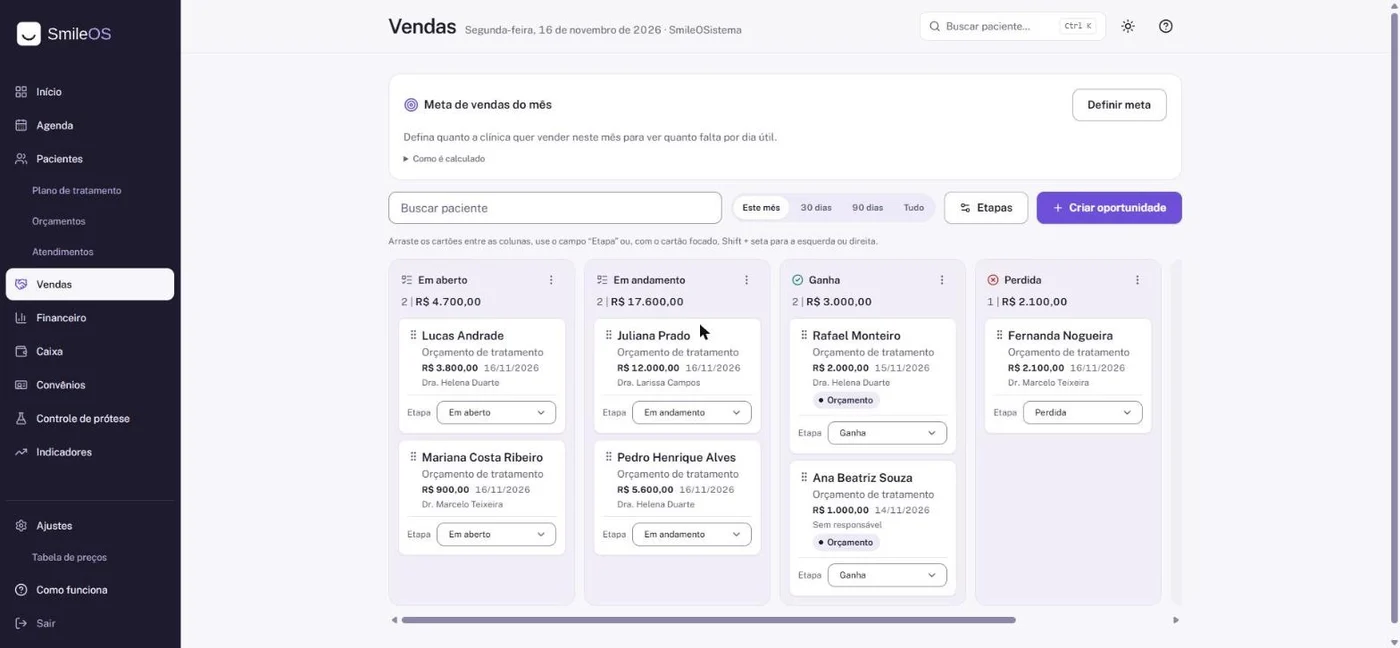 SmileOS
Início
Agenda
Pacientes
Plano de tratamento
Orçamentos
Atendimentos
Vendas
Financeiro
Caixa
Convênios
Controle de prótese
Indicadores
Ajustes
Tabela de preços
Como funciona
Sair
Vendas Segunda-feira, 16 de novembro de 2026 · SmileOSistema
Buscar paciente... Ctrl K
Meta de vendas do mês
Definir meta
Defina quanto a clínica quer vender neste mês para ver quanto falta por dia útil.
Como é calculado
Buscar paciente
Este mês 30 dias 90 dias Tudo
Etapas
+ Criar oportunidade
Arraste os cartões entre as colunas, use o campo “Etapa” ou, com o cartão focado, Shift + seta para a esquerda ou direita.
Em aberto
2 | R$ 4.700,00
Lucas Andrade
Orçamento de tratamento
R$ 3.800,00 16/11/2026
Dra. Helena Duarte
Etapa Em aberto
Mariana Costa Ribeiro
Orçamento de tratamento
R$ 900,00 16/11/2026
Dr. Marcelo Teixeira
Etapa Em aberto
Em andamento
2 | R$ 17.600,00
Juliana Prado
Orçamento de tratamento
R$ 12.000,00 16/11/2026
Dra. Larissa Campos
Etapa Em andamento
Pedro Henrique Alves
Orçamento de tratamento
R$ 5.600,00 16/11/2026
Dra. Helena Duarte
Etapa Em andamento
Ganha
2 | R$ 3.000,00
Rafael Monteiro
Orçamento de tratamento
R$ 2.000,00 15/11/2026
Dra. Helena Duarte
• Orçamento
Etapa Ganha
Ana Beatriz Souza
Orçamento de tratamento
R$ 1.000,00 14/11/2026
Sem responsável
• Orçamento
Etapa Ganha
Perdida
1 | R$ 2.100,00
Fernanda Nogueira
Orçamento de tratamento
R$ 2.100,00 16/11/2026
Dr. Marcelo Teixeira
Etapa Perdida